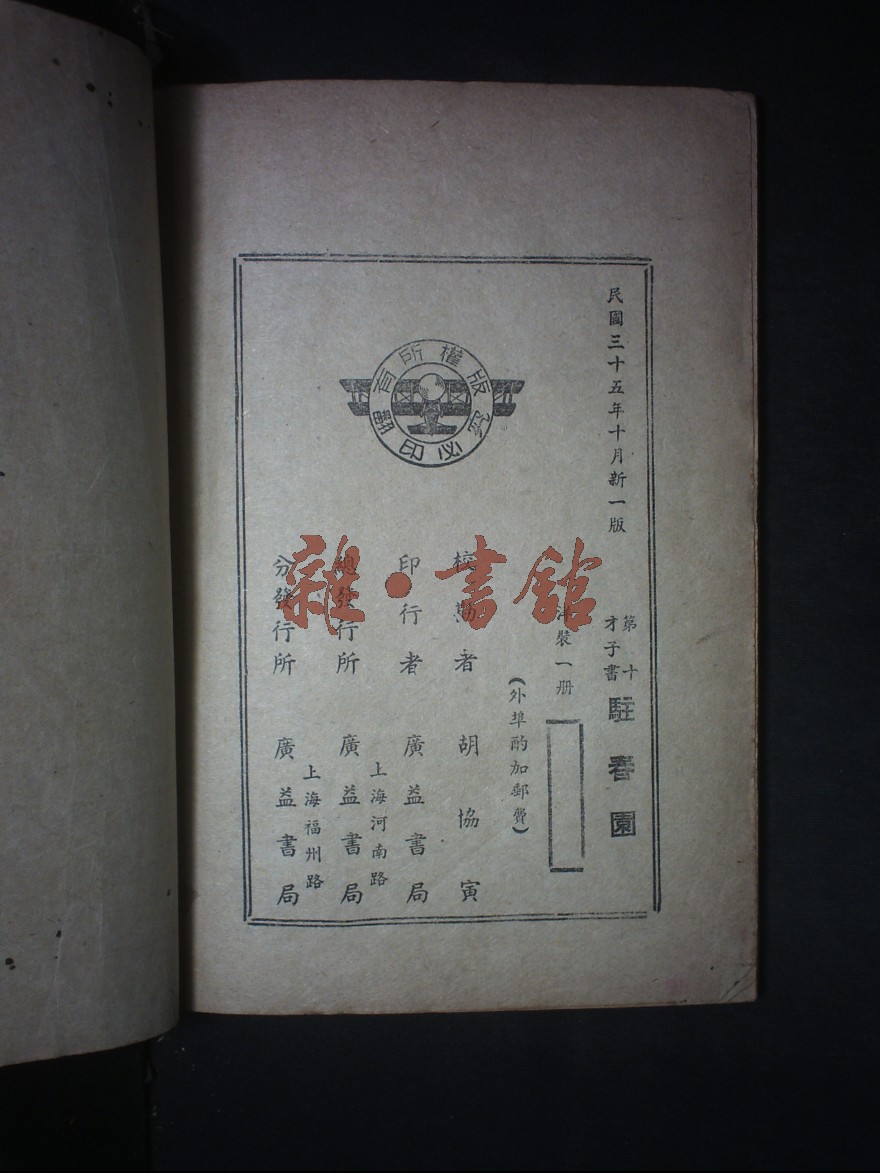 民國三十五年十月新一版
第十
才子書
駐春園
洋裝一册
(外埠酌加郵費)
校勘者 胡協寅
印行者 廣益書局
上海河南路
總發行所 廣益書局
上海福州路
分發行所 廣益書局
版權所有
翻印必究
雜·書館